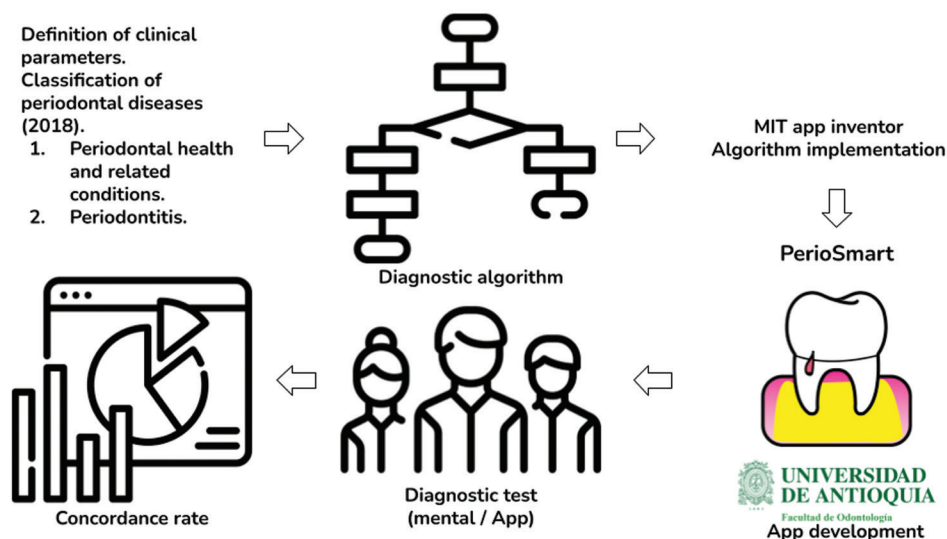 Definition of clinical
parameters.
Classification of
periodontal diseases
(2018).
1. Periodontal health
and related
conditions.
2. Periodontitis.
Diagnostic algorithm
MIT app inventor
Algorithm implementation
PerioSmart
UNIVERSIDAD
DE ANTIOQUIA
Facultad de Odontología
App development
Diagnostic test
(mental / App)
Concordance rate